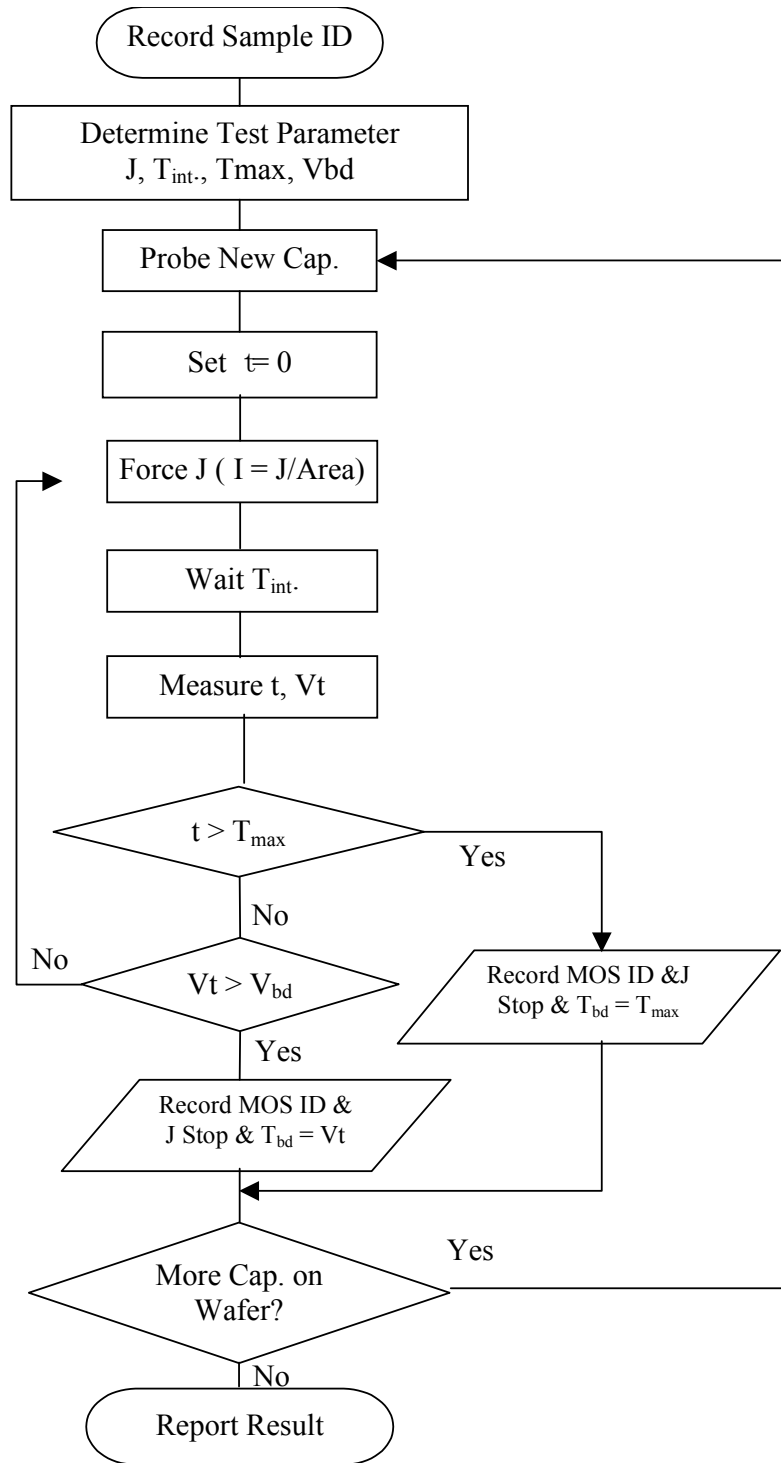 Record Sample ID
Determine Test Parameter
J, Tint., Tmax, Vbd
Probe New Cap.
Set t= 0
Force J ( I = J/Area)
Wait Tint.
Measure t, Vt
t > Tmax
Yes
No
No
Vt > Vbd
Record MOS ID &J
Stop & Tbd = Tmax
Yes
Record MOS ID &
J Stop & Tbd = Vt
Yes
More Cap. on
Wafer?
No
Report Result